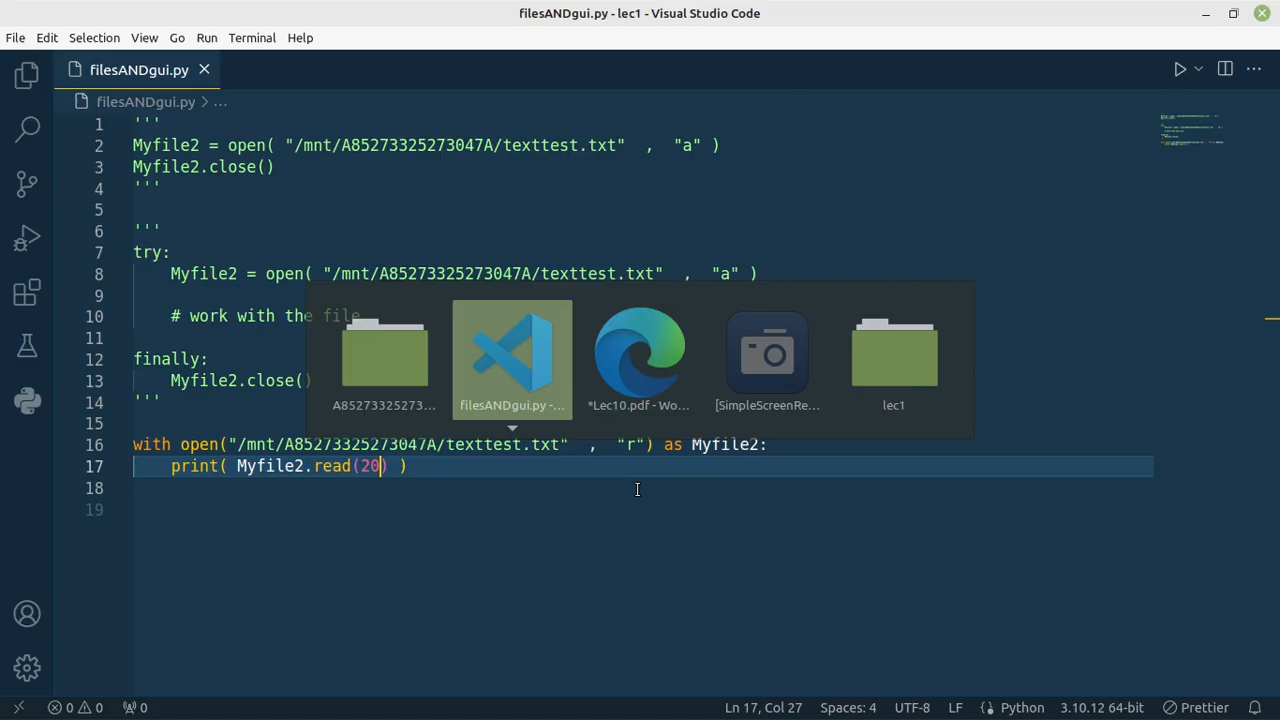 filesANDgui.py - lec1 - Visual Studio Code
File Edit Selection View Go Run Terminal Help
filesANDgui.py
filesANDgui.py > ...
1 '''
2 Myfile2 = open( "/mnt/A85273325273047A/texttest.txt" , "a" )
3 Myfile2.close()
4 '''
5
6 '''
7 try:
8 Myfile2 = open( "/mnt/A85273325273047A/texttest.txt" , "a" )
9
10 # work with the file
11
12 finally:
13 Myfile2.close()
14 '''
15
16 with open("/mnt/A85273325273047A/texttest.txt" , "r") as Myfile2:
17 print( Myfile2.read(20) )
18
19
A85273325273... filesANDgui.py -... *Lec10.pdf - Wo... [SimpleScreenRe... lec1
0 0 0 Ln 17, Col 27 Spaces: 4 UTF-8 LF Python 3.10.12 64-bit Prettier